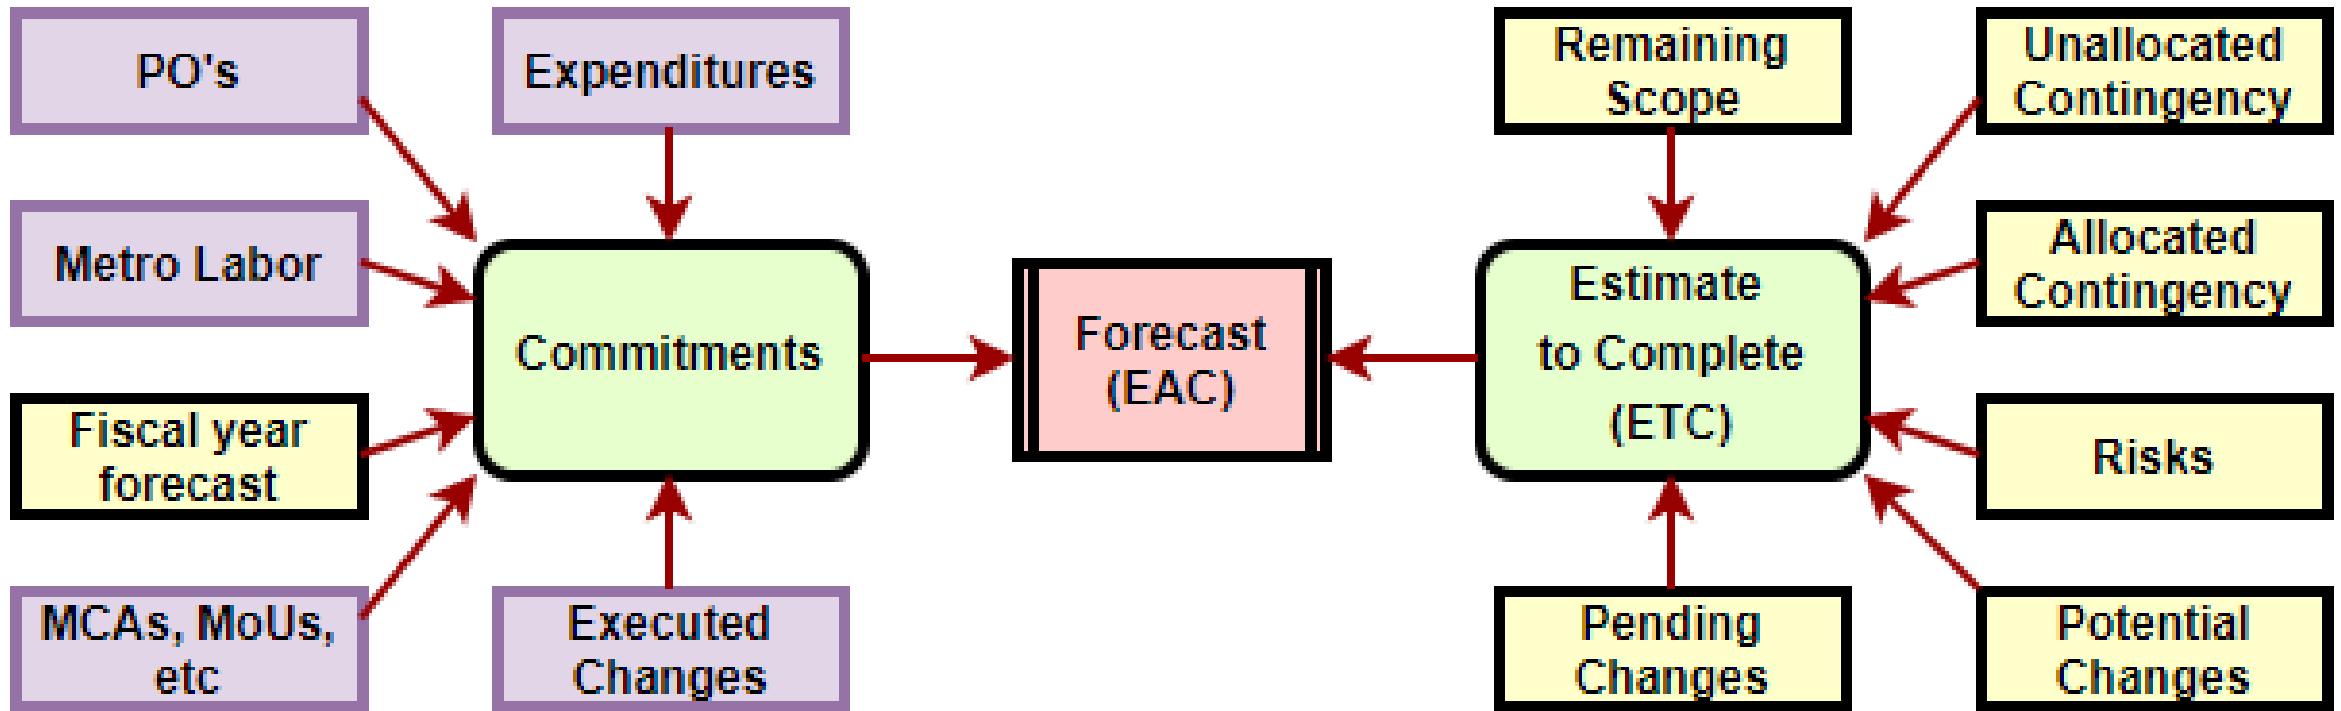 PO's
Expenditures
Remaining
Scope
Unallocated
Contingency
Metro Labor
Commitments
Forecast
(EAC)
Estimate
to Complete
(ETC)
Allocated
Contingency
Fiscal year
forecast
Risks
MCAs, MoUs,
etc
Executed
Changes
Pending
Changes
Potential
Changes